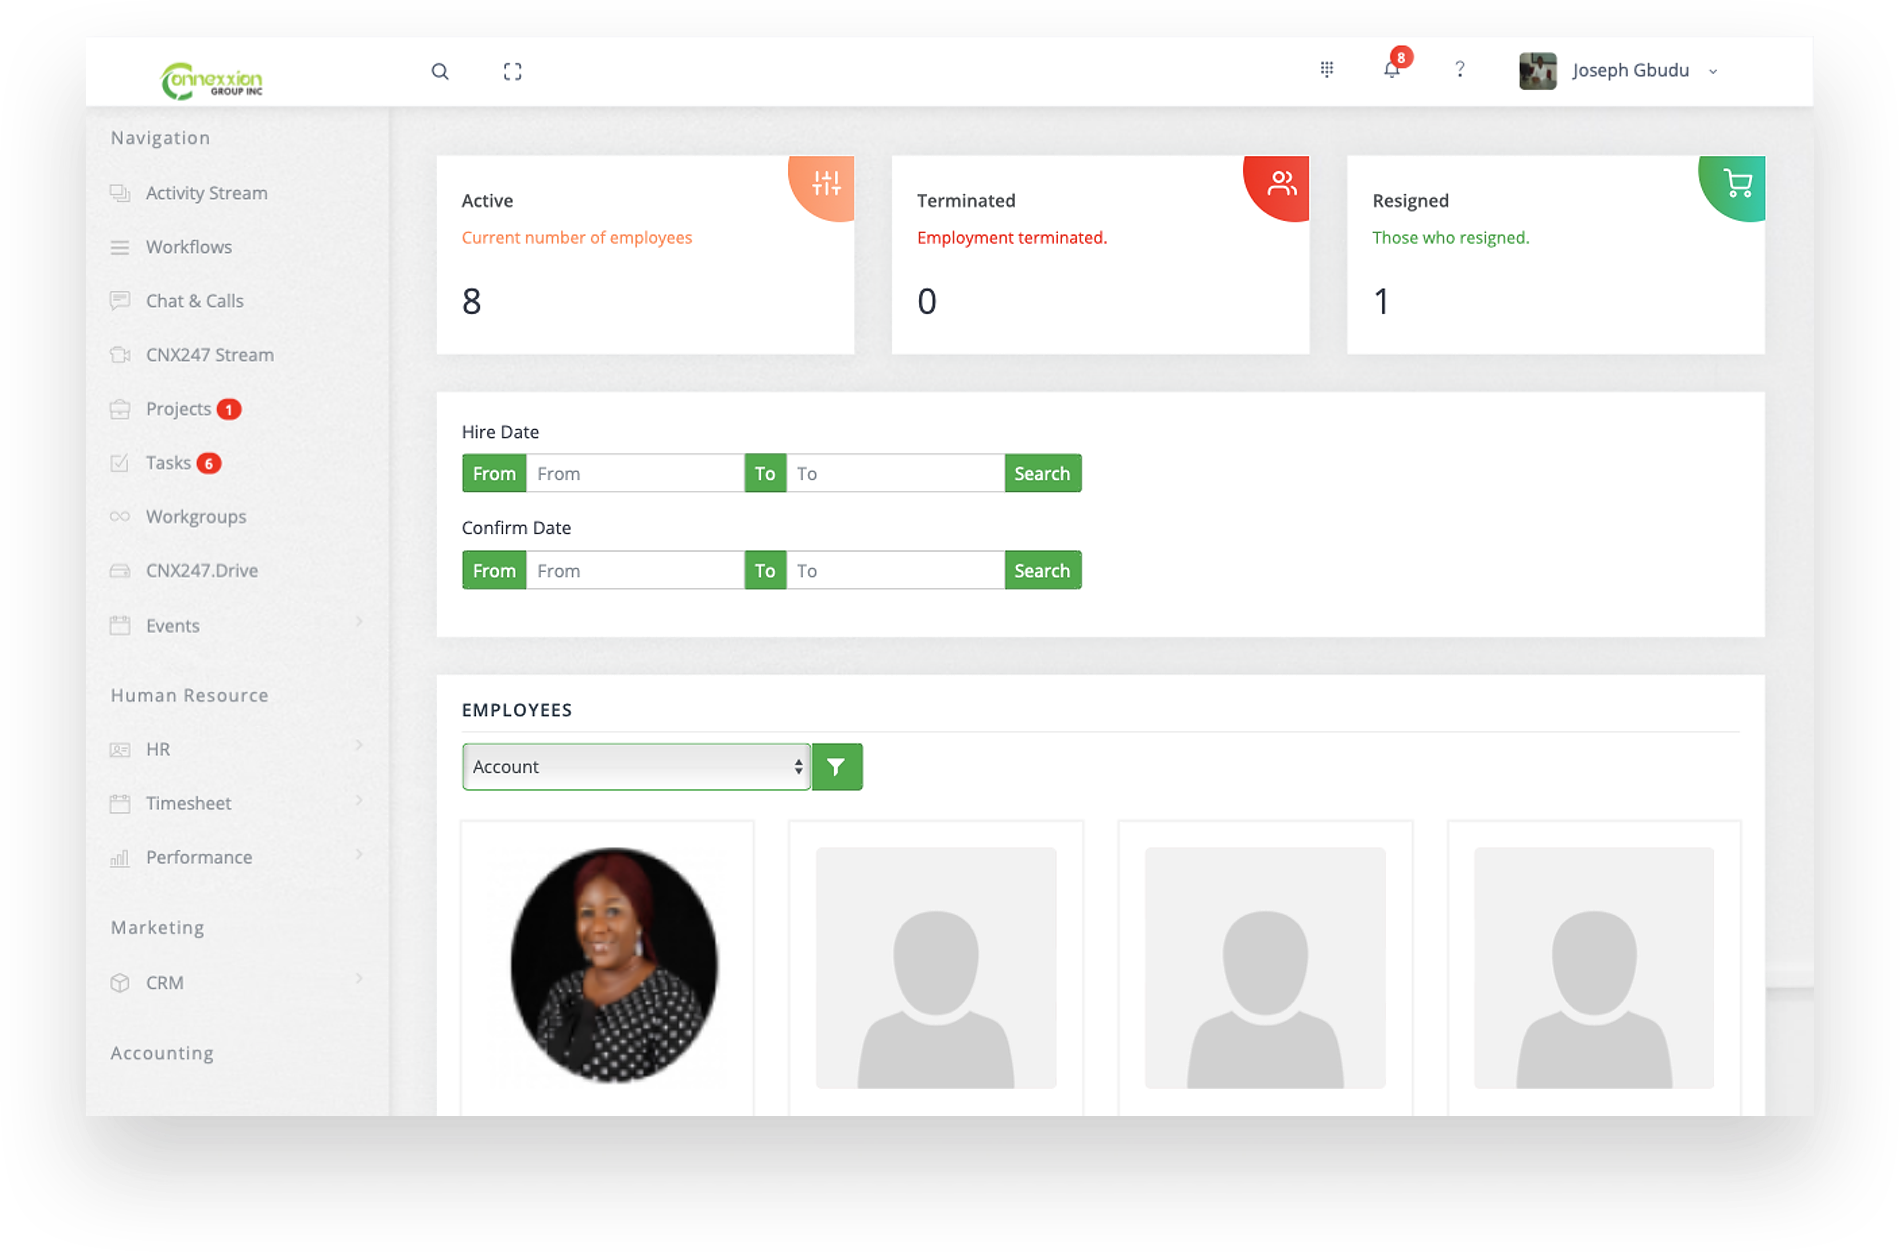 Connexxion
GROUP INC
8
?
Joseph Gbudu
Navigation
Activity Stream
Workflows
Chat & Calls
CNX247 Stream
Projects 1
Tasks 6
Workgroups
CNX247.Drive
Events
Human Resource
HR
Timesheet
Performance
Marketing
CRM
Accounting
Active
Current number of employees
8
Terminated
Employment terminated.
0
Resigned
Those who resigned.
1
Hire Date
From From To To Search
Confirm Date
From From To To Search
EMPLOYEES
Account